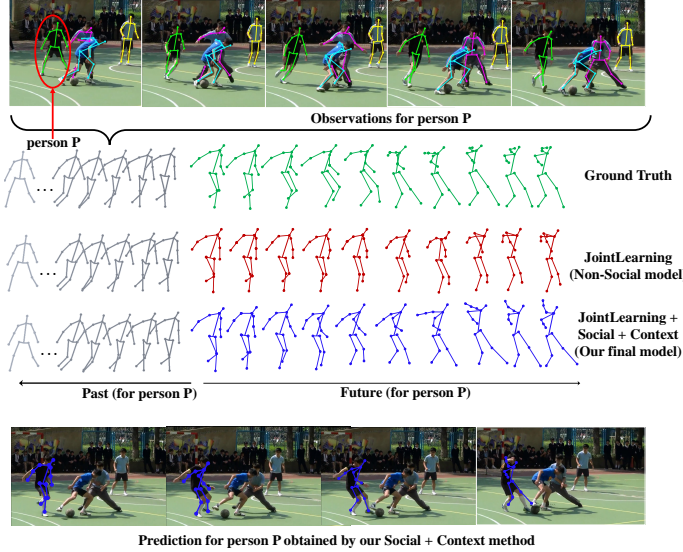 Observations for person P
person P
Ground Truth
JointLearning
(Non-Social model)
JointLearning +
Social + Context
(Our final model)
Past (for person P)
Future (for person P)
Prediction for person P obtained by our Social + Context method